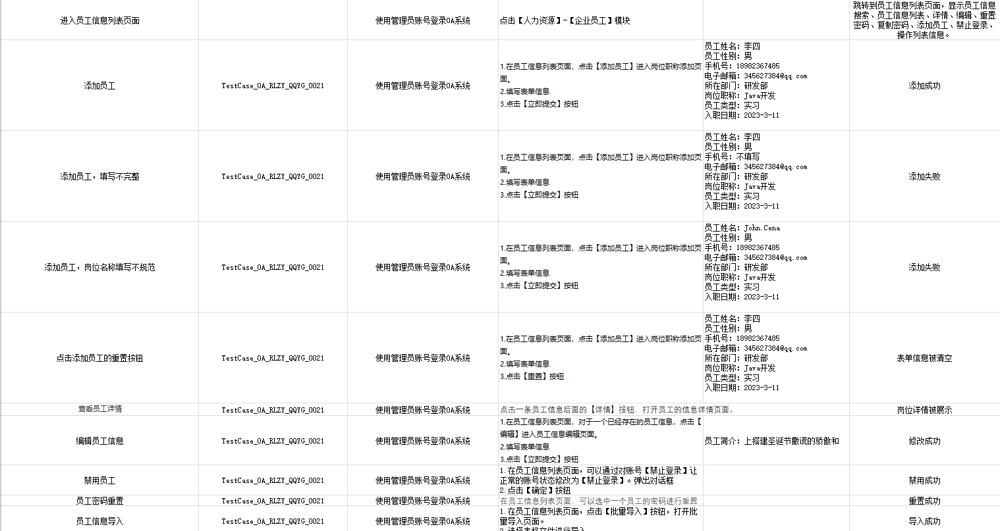 进入员工信息列表页面
使用管理员账号登录OA系统
点击【人力资源】-【企业员工】模块
跳转到员工信息列表页面，显示员工信息
搜索、员工信息列表、详情、编辑、重置
密码、复制密码、添加员工、禁止登录、
操作列表信息。
添加员工
TestCase_OA_RLZY_QQYG_0021
使用管理员账号登录OA系统
1.在员工信息列表页面，点击【添加员工】进入岗位职称添加页
面。
2.填写表单信息
3.点击【立即提交】按钮
员工姓名：李四
员工性别：男
手机号：18982367485
电子邮箱：345627384@qq.com
所在部门：研发部
岗位职称：Java开发
员工类型：实习
入职日期：2023-3-11
添加成功
添加员工，填写不完整
TestCase_OA_RLZY_QQYG_0021
使用管理员账号登录OA系统
1.在员工信息列表页面，点击【添加员工】进入岗位职称添加页
面。
2.填写表单信息
3.点击【立即提交】按钮
员工姓名：李四
员工性别：男
手机号：不填写
电子邮箱：345627384@qq.com
所在部门：研发部
岗位职称：Java开发
员工类型：实习
入职日期：2023-3-11
添加失败
添加员工，岗位名称填写不规范
TestCase_OA_RLZY_QQYG_0021
使用管理员账号登录OA系统
1.在员工信息列表页面，点击【添加员工】进入岗位职称添加页
面。
2.填写表单信息
3.点击【立即提交】按钮
员工姓名：John.Cena
员工性别：男
手机号：18982367485
电子邮箱：345627384@qq.com
所在部门：研发部
岗位职称：Java开发
员工类型：实习
入职日期：2023-3-11
添加失败
点击添加员工的重置按钮
TestCase_OA_RLZY_QQYG_0021
使用管理员账号登录OA系统
1.在员工信息列表页面，点击【添加员工】进入岗位职称添加页
面。
2.填写表单信息
3.点击【重置】按钮
员工姓名：李四
员工性别：男
手机号：18982367485
电子邮箱：345627384@qq.com
所在部门：研发部
岗位职称：Java开发
员工类型：实习
入职日期：2023-3-11
表单信息被清空
查看员工详情
TestCase_OA_RLZY_QQYG_0021
使用管理员账号登录OA系统
点击一条员工信息后面的【详情】按钮，打开员工的信息详情页面。
岗位详情被展示
编辑员工信息
TestCase_OA_RLZY_QQYG_0021
使用管理员账号登录OA系统
1.在员工信息列表页面，对于一个已经存在的员工信息，点击【
编辑】进入员工信息编辑页面。
2.填写表单信息
3.点击【立即提交】按钮
员工简介：上搭建圣诞节撒谎的骄傲和
修改成功
禁用员工
TestCase_OA_RLZY_QQYG_0021
使用管理员账号登录OA系统
1. 在员工信息列表页面，可以通过对账号【禁止登录】让
正常的账号状态修改为【禁止登录】。弹出对话框
2. 点击【确定】按钮
禁用成功
员工密码重置
TestCase_OA_RLZY_QQYG_0021
使用管理员账号登录OA系统
在员工信息列表页面，可以选中一个员工的密码进行重置
重置成功
员工信息导入
TestCase_OA_RLZY_QQYG_0021
使用管理员账号登录OA系统
1. 在员工信息列表页面，点击【批量导入】按钮，打开批
量导入页面。
2. 选择表格文件进行导入
导入成功